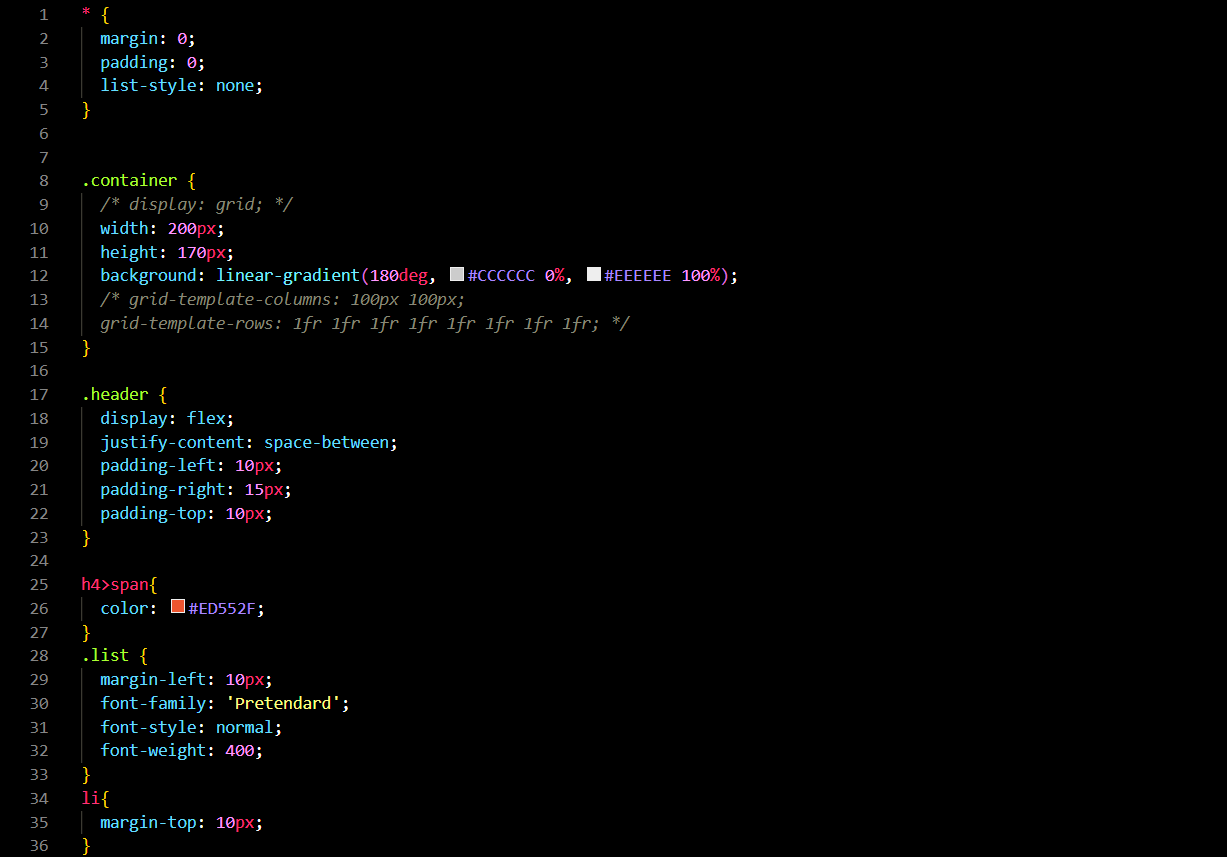 1 * {
2 margin: 0;
3 padding: 0;
4 list-style: none;
5 }
6
7
8 .container {
9 /* display: grid; */
10 width: 200px;
11 height: 170px;
12 background: linear-gradient(180deg, #CCCCCC 0%, #EEEEEE 100%);
13 /* grid-template-columns: 100px 100px;
14 grid-template-rows: 1fr 1fr 1fr 1fr 1fr 1fr 1fr 1fr; */
15 }
16
17 .header {
18 display: flex;
19 justify-content: space-between;
20 padding-left: 10px;
21 padding-right: 15px;
22 padding-top: 10px;
23 }
24
25 h4>span{
26 color: #ED552F;
27 }
28 .list {
29 margin-left: 10px;
30 font-family: 'Pretendard';
31 font-style: normal;
32 font-weight: 400;
33 }
34 li{
35 margin-top: 10px;
36 }